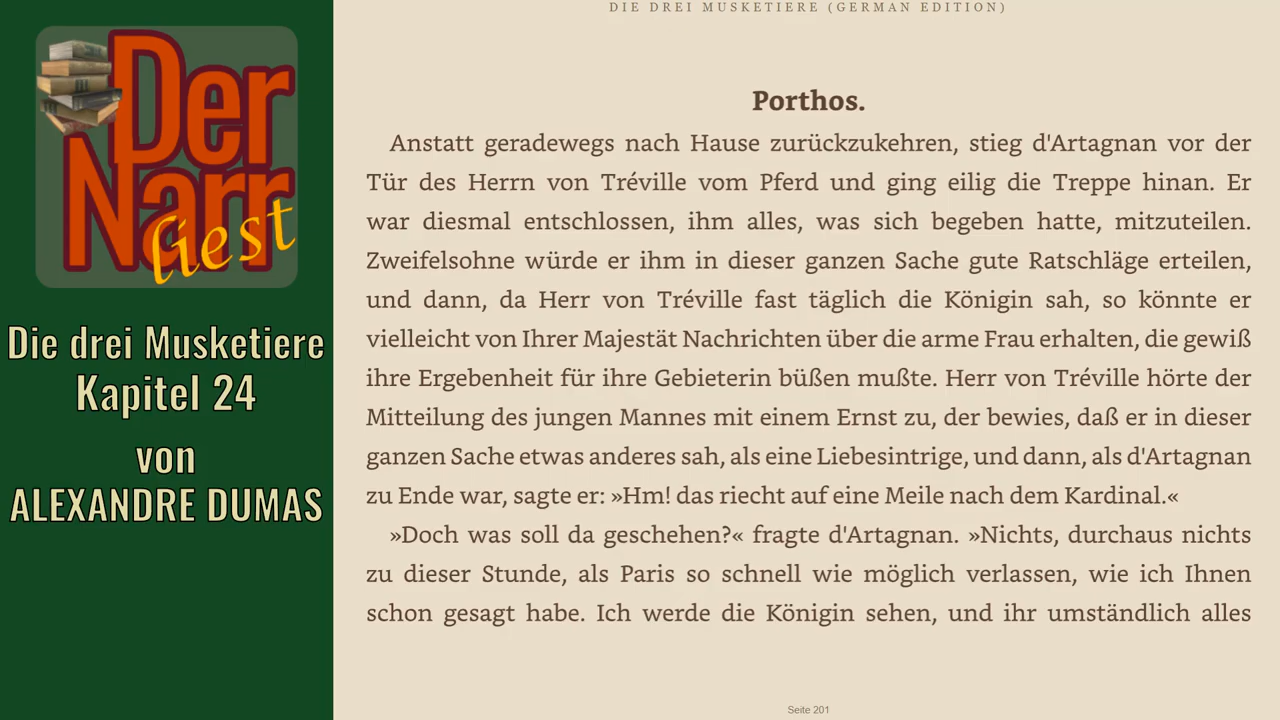 Der
Narr
liest
Die drei Musketiere
Kapitel 24
von
ALEXANDRE DUMAS
DIE DREI MUSKETIERE (GERMAN EDITION)
Porthos.
Anstatt geradewegs nach Hause zurückzukehren, stieg d'Artagnan vor der
Tür des Herrn von Tréville vom Pferd und ging eilig die Treppe hinan. Er
war diesmal entschlossen, ihm alles, was sich begeben hatte, mitzuteilen.
Zweifelsohne würde er ihm in dieser ganzen Sache gute Ratschläge erteilen,
und dann, da Herr von Tréville fast täglich die Königin sah, so könnte er
vielleicht von Ihrer Majestät Nachrichten über die arme Frau erhalten, die gewiß
ihre Ergebenheit für ihre Gebieterin büßen mußte. Herr von Tréville hörte der
Mitteilung des jungen Mannes mit einem Ernst zu, der bewies, daß er in dieser
ganzen Sache etwas anderes sah, als eine Liebesintrige, und dann, als d'Artagnan
zu Ende war, sagte er: »Hm! das riecht auf eine Meile nach dem Kardinal.«
»Doch was soll da geschehen?« fragte d'Artagnan. »Nichts, durchaus nichts
zu dieser Stunde, als Paris so schnell wie möglich verlassen, wie ich Ihnen
schon gesagt habe. Ich werde die Königin sehen, und ihr umständlich alles
Seite 201